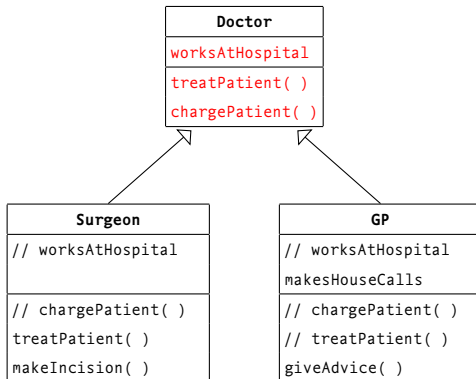 Doctor
worksAtHospital
treatPatient( )
chargePatient( )
Surgeon
// worksAtHospital
// chargePatient( )
treatPatient( )
makeIncision( )
GP
// worksAtHospital
makesHouseCalls
// chargePatient( )
// treatPatient( )
giveAdvice( )